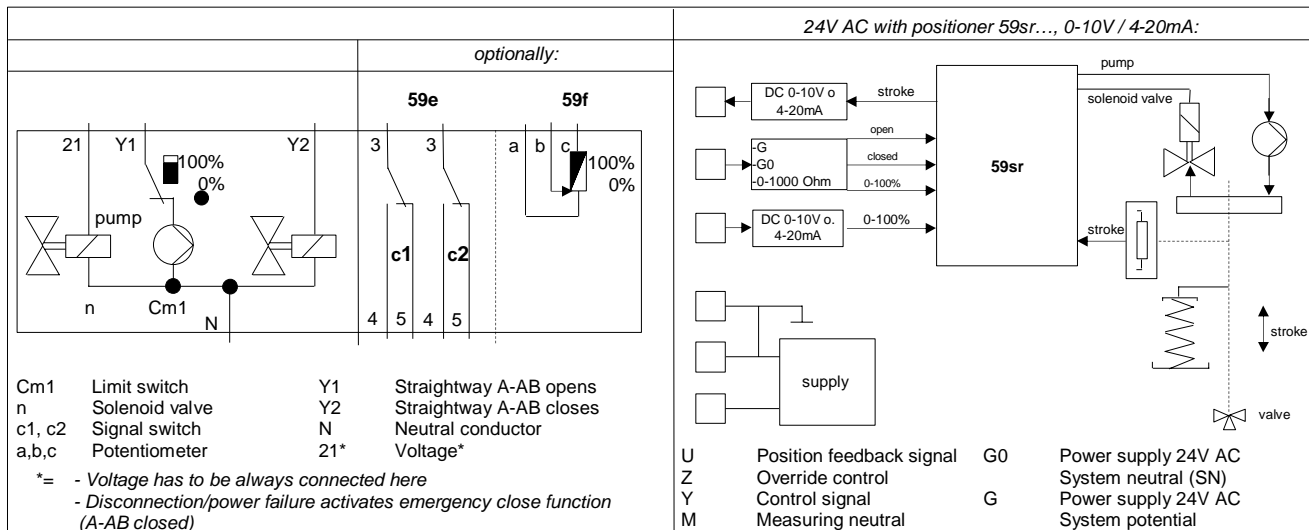 24V AC with positioner 59sr…, 0-10V / 4-20mA:
optionally:
59e
59f
21
Y1
Y2
3
3
a
b
c
100%
0%
100%
0%
pump
c1
c2
n
Cm1
N
4
5
4
5
Cm1 Limit switch Y1 Straightway A-AB opens
n Solenoid valve Y2 Straightway A-AB closes
c1, c2 Signal switch N Neutral conductor
a,b,c Potentiometer 21* Voltage*
*= - Voltage has to be always connected here
- Disconnection/power failure activates emergency close function
(A-AB closed)
DC 0-10V o
4-20mA
stroke
-G
-G0
-0-1000 Ohm
open
closed
0-100%
DC 0-10V o.
4-20mA
0-100%
59sr
pump
solenoid valve
stroke
stroke
supply
valve
U Position feedback signal G0 Power supply 24V AC
Z Override control System neutral (SN)
Y Control signal G Power supply 24V AC
M Measuring neutral System potential